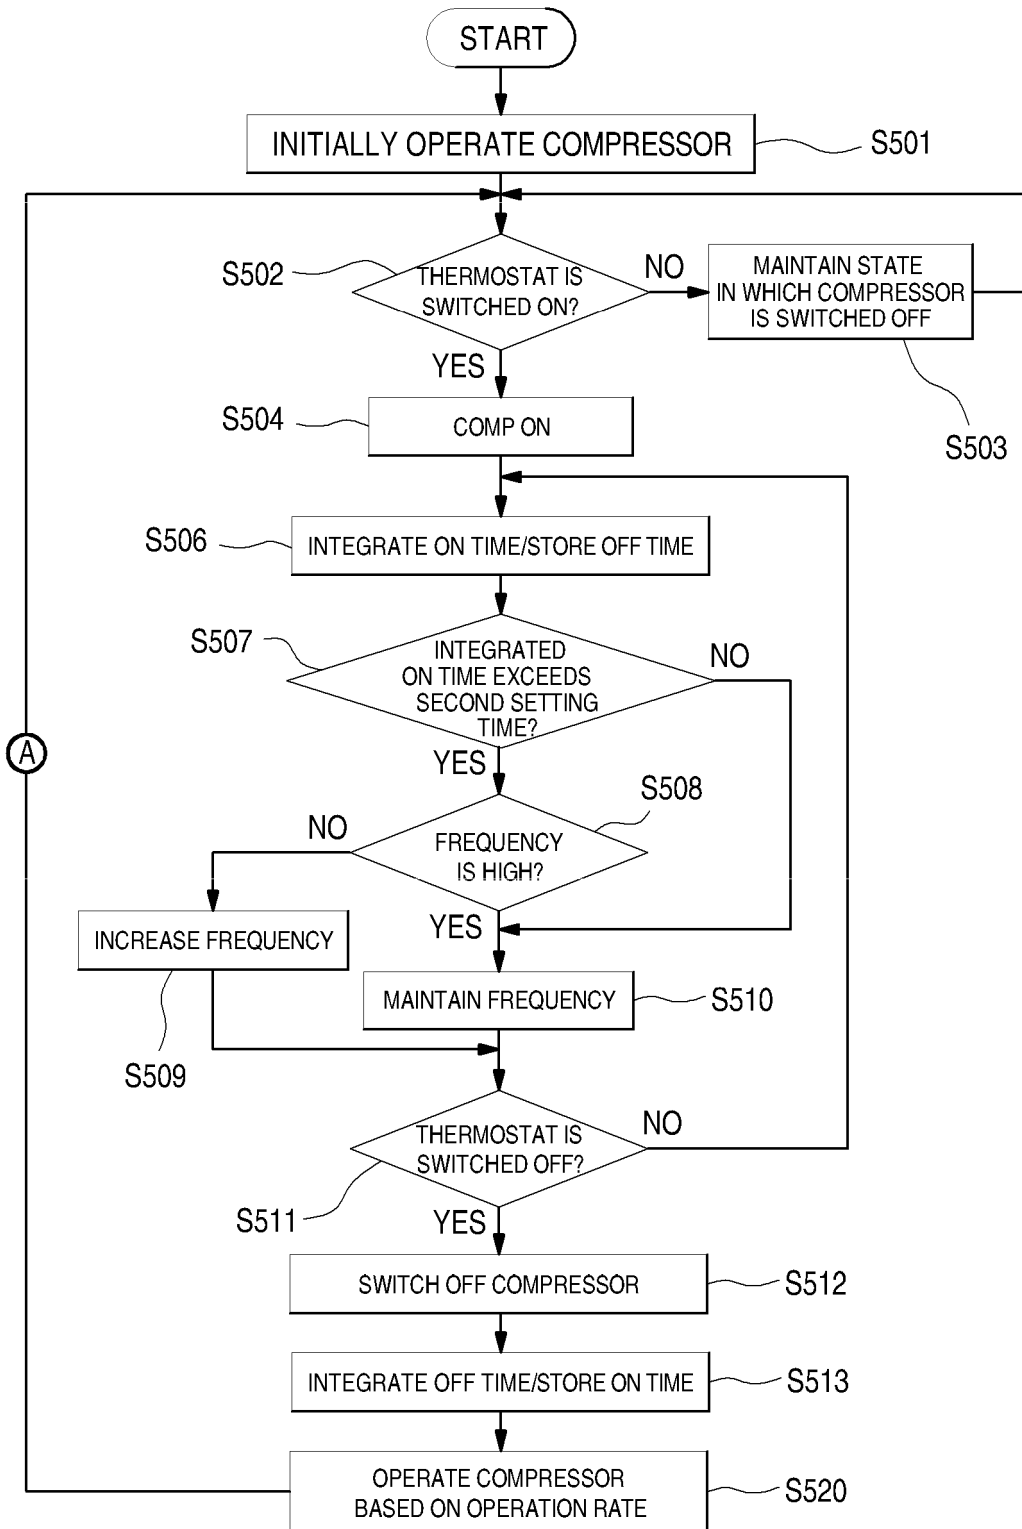 START
INITIALLY OPERATE COMPRESSOR
S501
S502
THERMOSTAT IS
SWITCHED ON?
NO
MAINTAIN STATE
IN WHICH COMPRESSOR
IS SWITCHED OFF
S503
YES
S504
COMP ON
S506
INTEGRATE ON TIME/STORE OFF TIME
S507
INTEGRATED
ON TIME EXCEEDS
SECOND SETTING
TIME?
NO
YES
A
S508
FREQUENCY
IS HIGH?
NO
YES
INCREASE FREQUENCY
S509
MAINTAIN FREQUENCY
S510
THERMOSTAT IS
SWITCHED OFF?
NO
S511
YES
SWITCH OFF COMPRESSOR
S512
INTEGRATE OFF TIME/STORE ON TIME
S513
OPERATE COMPRESSOR
BASED ON OPERATION RATE
S520